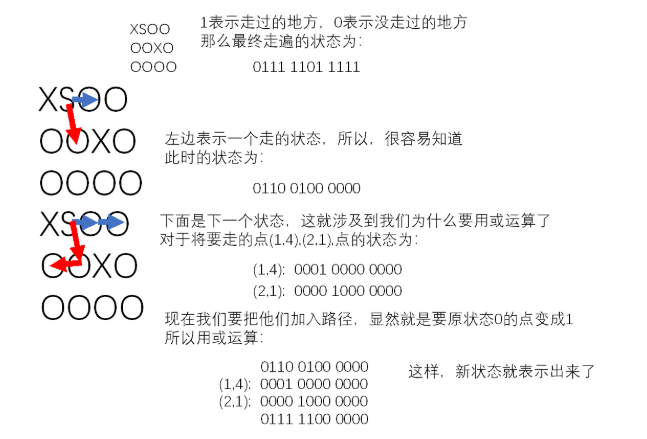 XSOO
OOXO
OOOO
1表示走过的地方，0表示没走过的地方
那么最终走遍的状态为：
0111 1101 1111
XSOO
OOXO
OOOO
左边表示一个走的状态，所以，很容易知道
此时的状态为：
0110 0100 0000
XSOO
OOXO
OOOO
下面是下一个状态，这就涉及到我们为什么要用或运算了
对于将要走的点(1,4),(2,1),点的状态为：
(1,4): 0001 0000 0000
(2,1): 0000 1000 0000
现在我们要把他们加入路径，显然就是要原状态0的点变成1
所以用或运算：
0110 0100 0000
(1,4): 0001 0000 0000
(2,1): 0000 1000 0000
0111 1100 0000
这样，新状态就表示出来了